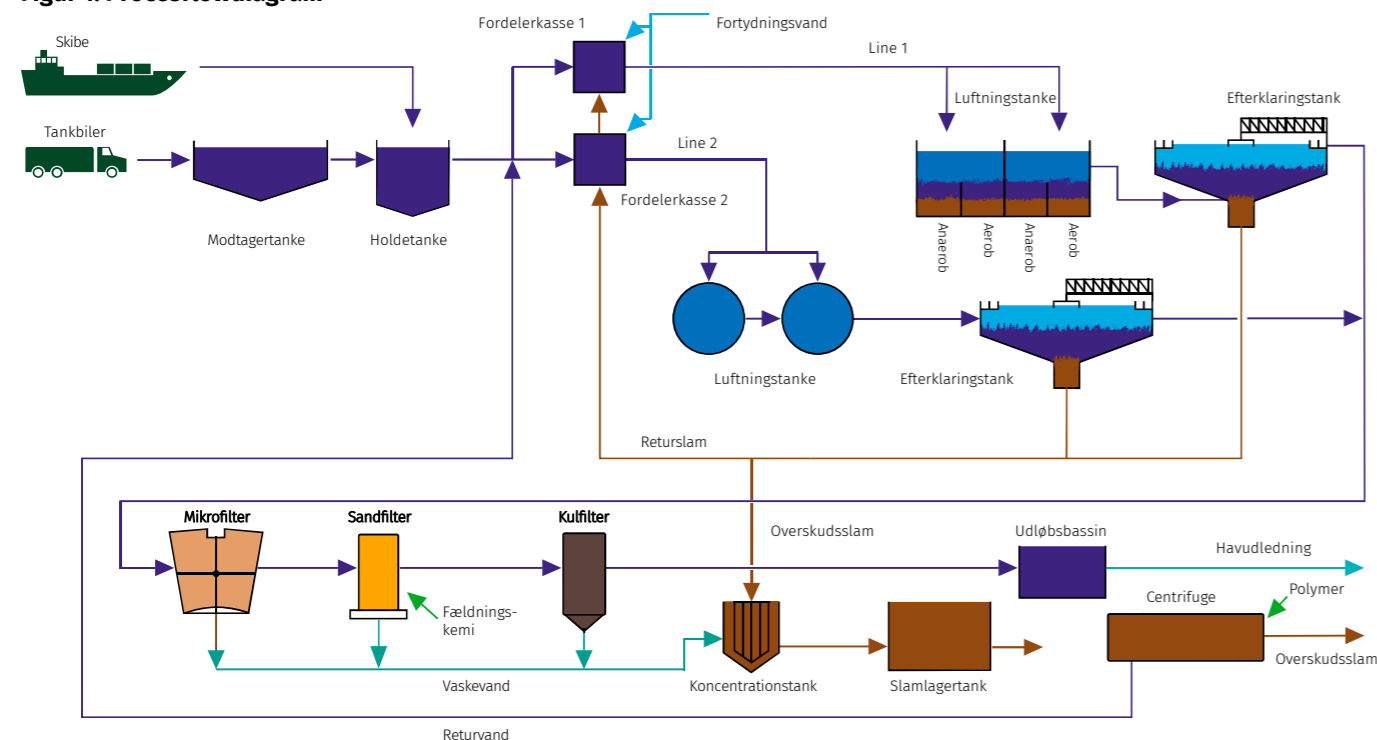 Skibe
Fordelerkasse 1
Fortydningsvand
Line 1
Luftningstanke
Efterklaringstank
Tankbiler
Line 2
Fordelerkasse 2
Modtagertanke
Holdetanke
Anaerob
Aerob
Anaerob
Aerob
Luftningstanke
Efterklaringstank
Returslam
Mikrofilter
Sandfilter
Kulfilter
Overskudsslam
Udløbsbassin
Havudledning
Fældnings-
kemi
Centrifuge
Polymer
Overskudsslam
Vaskevand
Koncentrationstank
Slamlagertank
Returvand